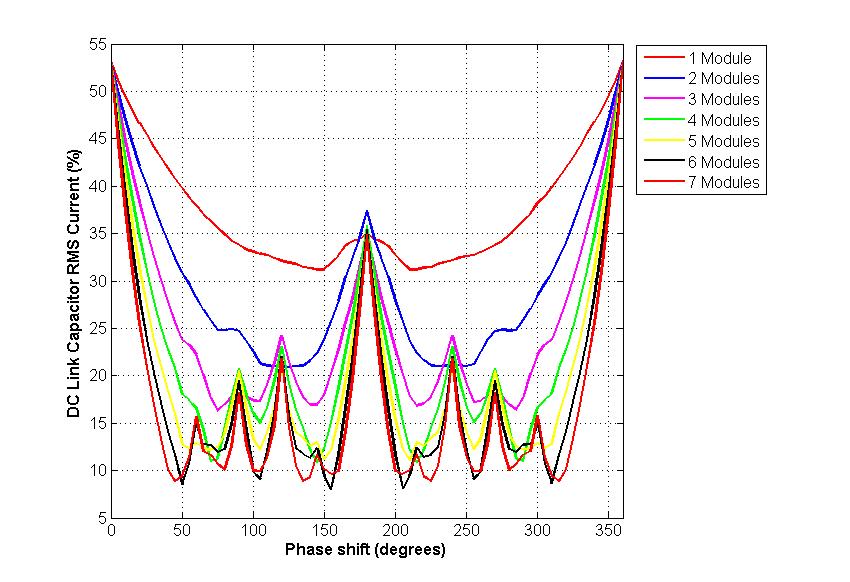 55
50
45
40
35
30
25
20
15
10
5
0
50
100
150
200
250
300
350
DC Link Capacitor RMS Current (%)
Phase shift (degrees)
1 Module
2 Modules
3 Modules
4 Modules
5 Modules
6 Modules
7 Modules